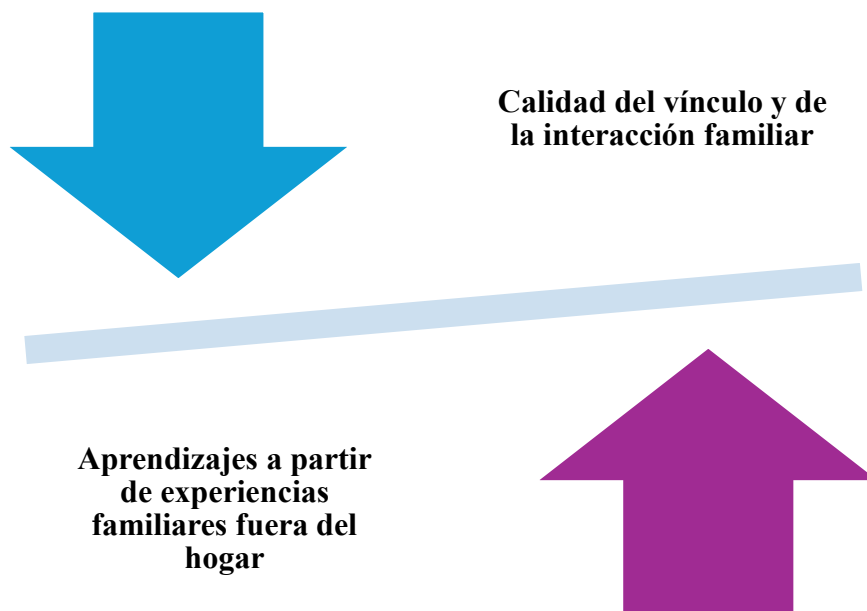 Calidad del vínculo y de
la interacción familiar
Aprendizajes a partir
de experiencias
familiares fuera del
hogar